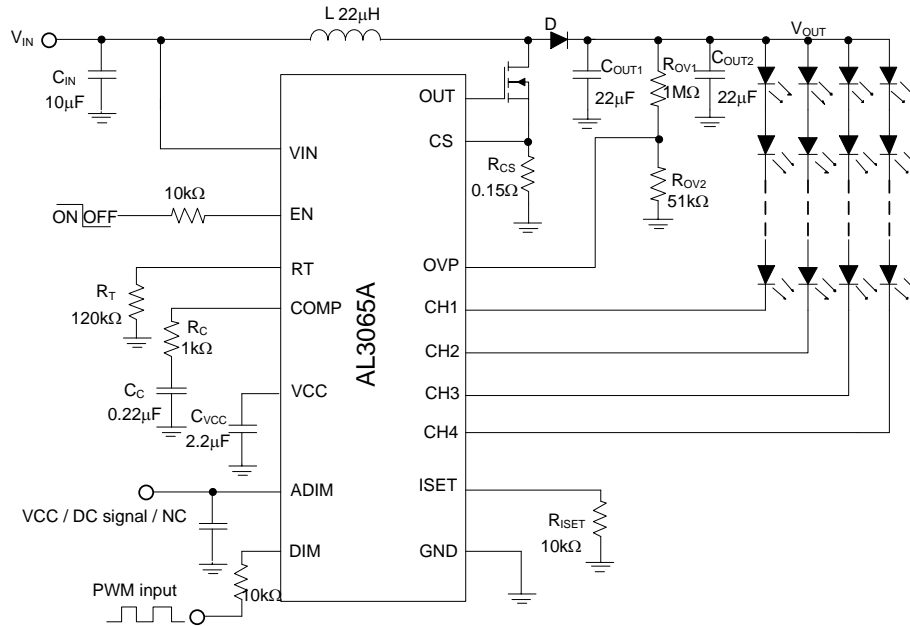 L 22µH
D
VIN
VOUT
CIN
10µF
COUT1
22µF
ROV1
1MΩ
COUT2
22µF
OUT
CS
VIN
RCS
0.15Ω
ROV2
51kΩ
10kΩ
ON OFF
EN
RT
OVP
RT
120kΩ
COMP
CH1
RC
1kΩ
AL3065A
CH2
CC
0.22µF
VCC
CH3
CVCC
2.2µF
CH4
ADIM
ISET
VCC / DC signal / NC
RISET
10kΩ
DIM
GND
PWM input
10kΩ